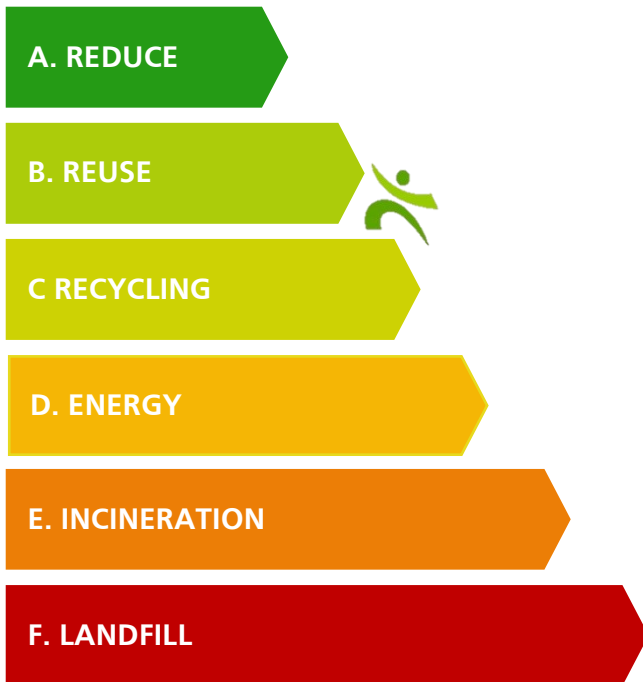 A. REDUCE
B. REUSE
C RECYCLING
D. ENERGY
E. INCINERATION
F. LANDFILL